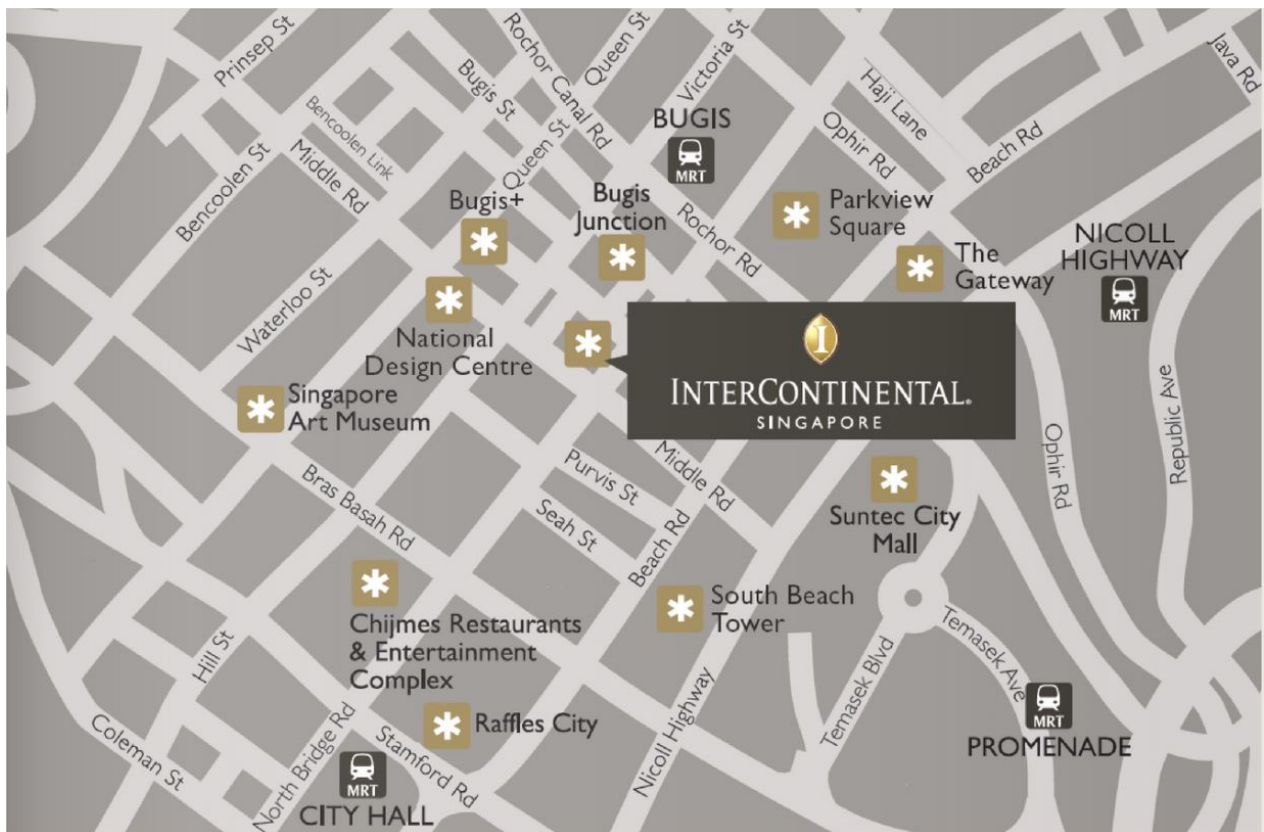 Prinsep St
Rochor Canal Rd
Queen St
Victoria St
Java Rd
Bugis St
Bencoolen Link
Haji Lane
BUGIS
MRT
Bencoolen St
Middle Rd
Queen St
Ophir Rd
Beach Rd
Bugis+
Bugis
Junction
Rochor Rd
Parkview
Square
The
Gateway
NICOLL
HIGHWAY
MRT
Waterloo St
National
Design Centre
I
INTERCONTINENTAL®
SINGAPORE
Singapore
Art Museum
Republic Ave
Ophir Rd
Bras Basah Rd
Purvis St
Seah St
Middle Rd
Beach Rd
Suntec City
Mall
Chijmes Restaurants
& Entertainment
Complex
South Beach
Tower
Hill St
Temasek Blvd
Temasek Ave
Nicoll Highway
Coleman St
North Bridge Rd
Raffles City
Stamford Rd
MRT
CITY HALL
MRT
PROMENADE